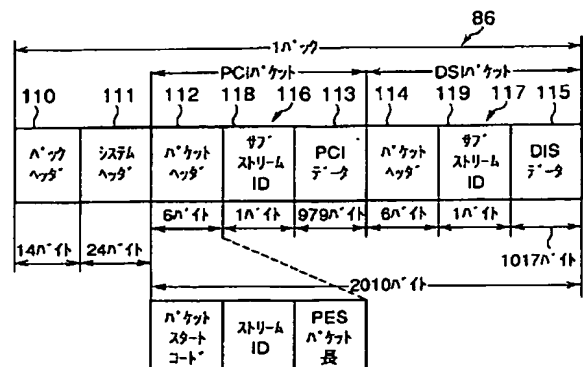 86
1パック
PCIパケット
DSIパケット
110
111
112
118
116
113
114
119
117
115
パック
ヘッダ
システム
ヘッダ
パケット
ヘッダ
サブ
ストリーム
ID
PCI
データ
パケット
ヘッダ
サブ
ストリーム
ID
DIS
データ
6バイト
1バイト
979バイト
6バイト
1バイト
14バイト
24バイト
1017バイト
2010バイト
パケット
スタート
コード
ストリーム
ID
PES
パケット
長